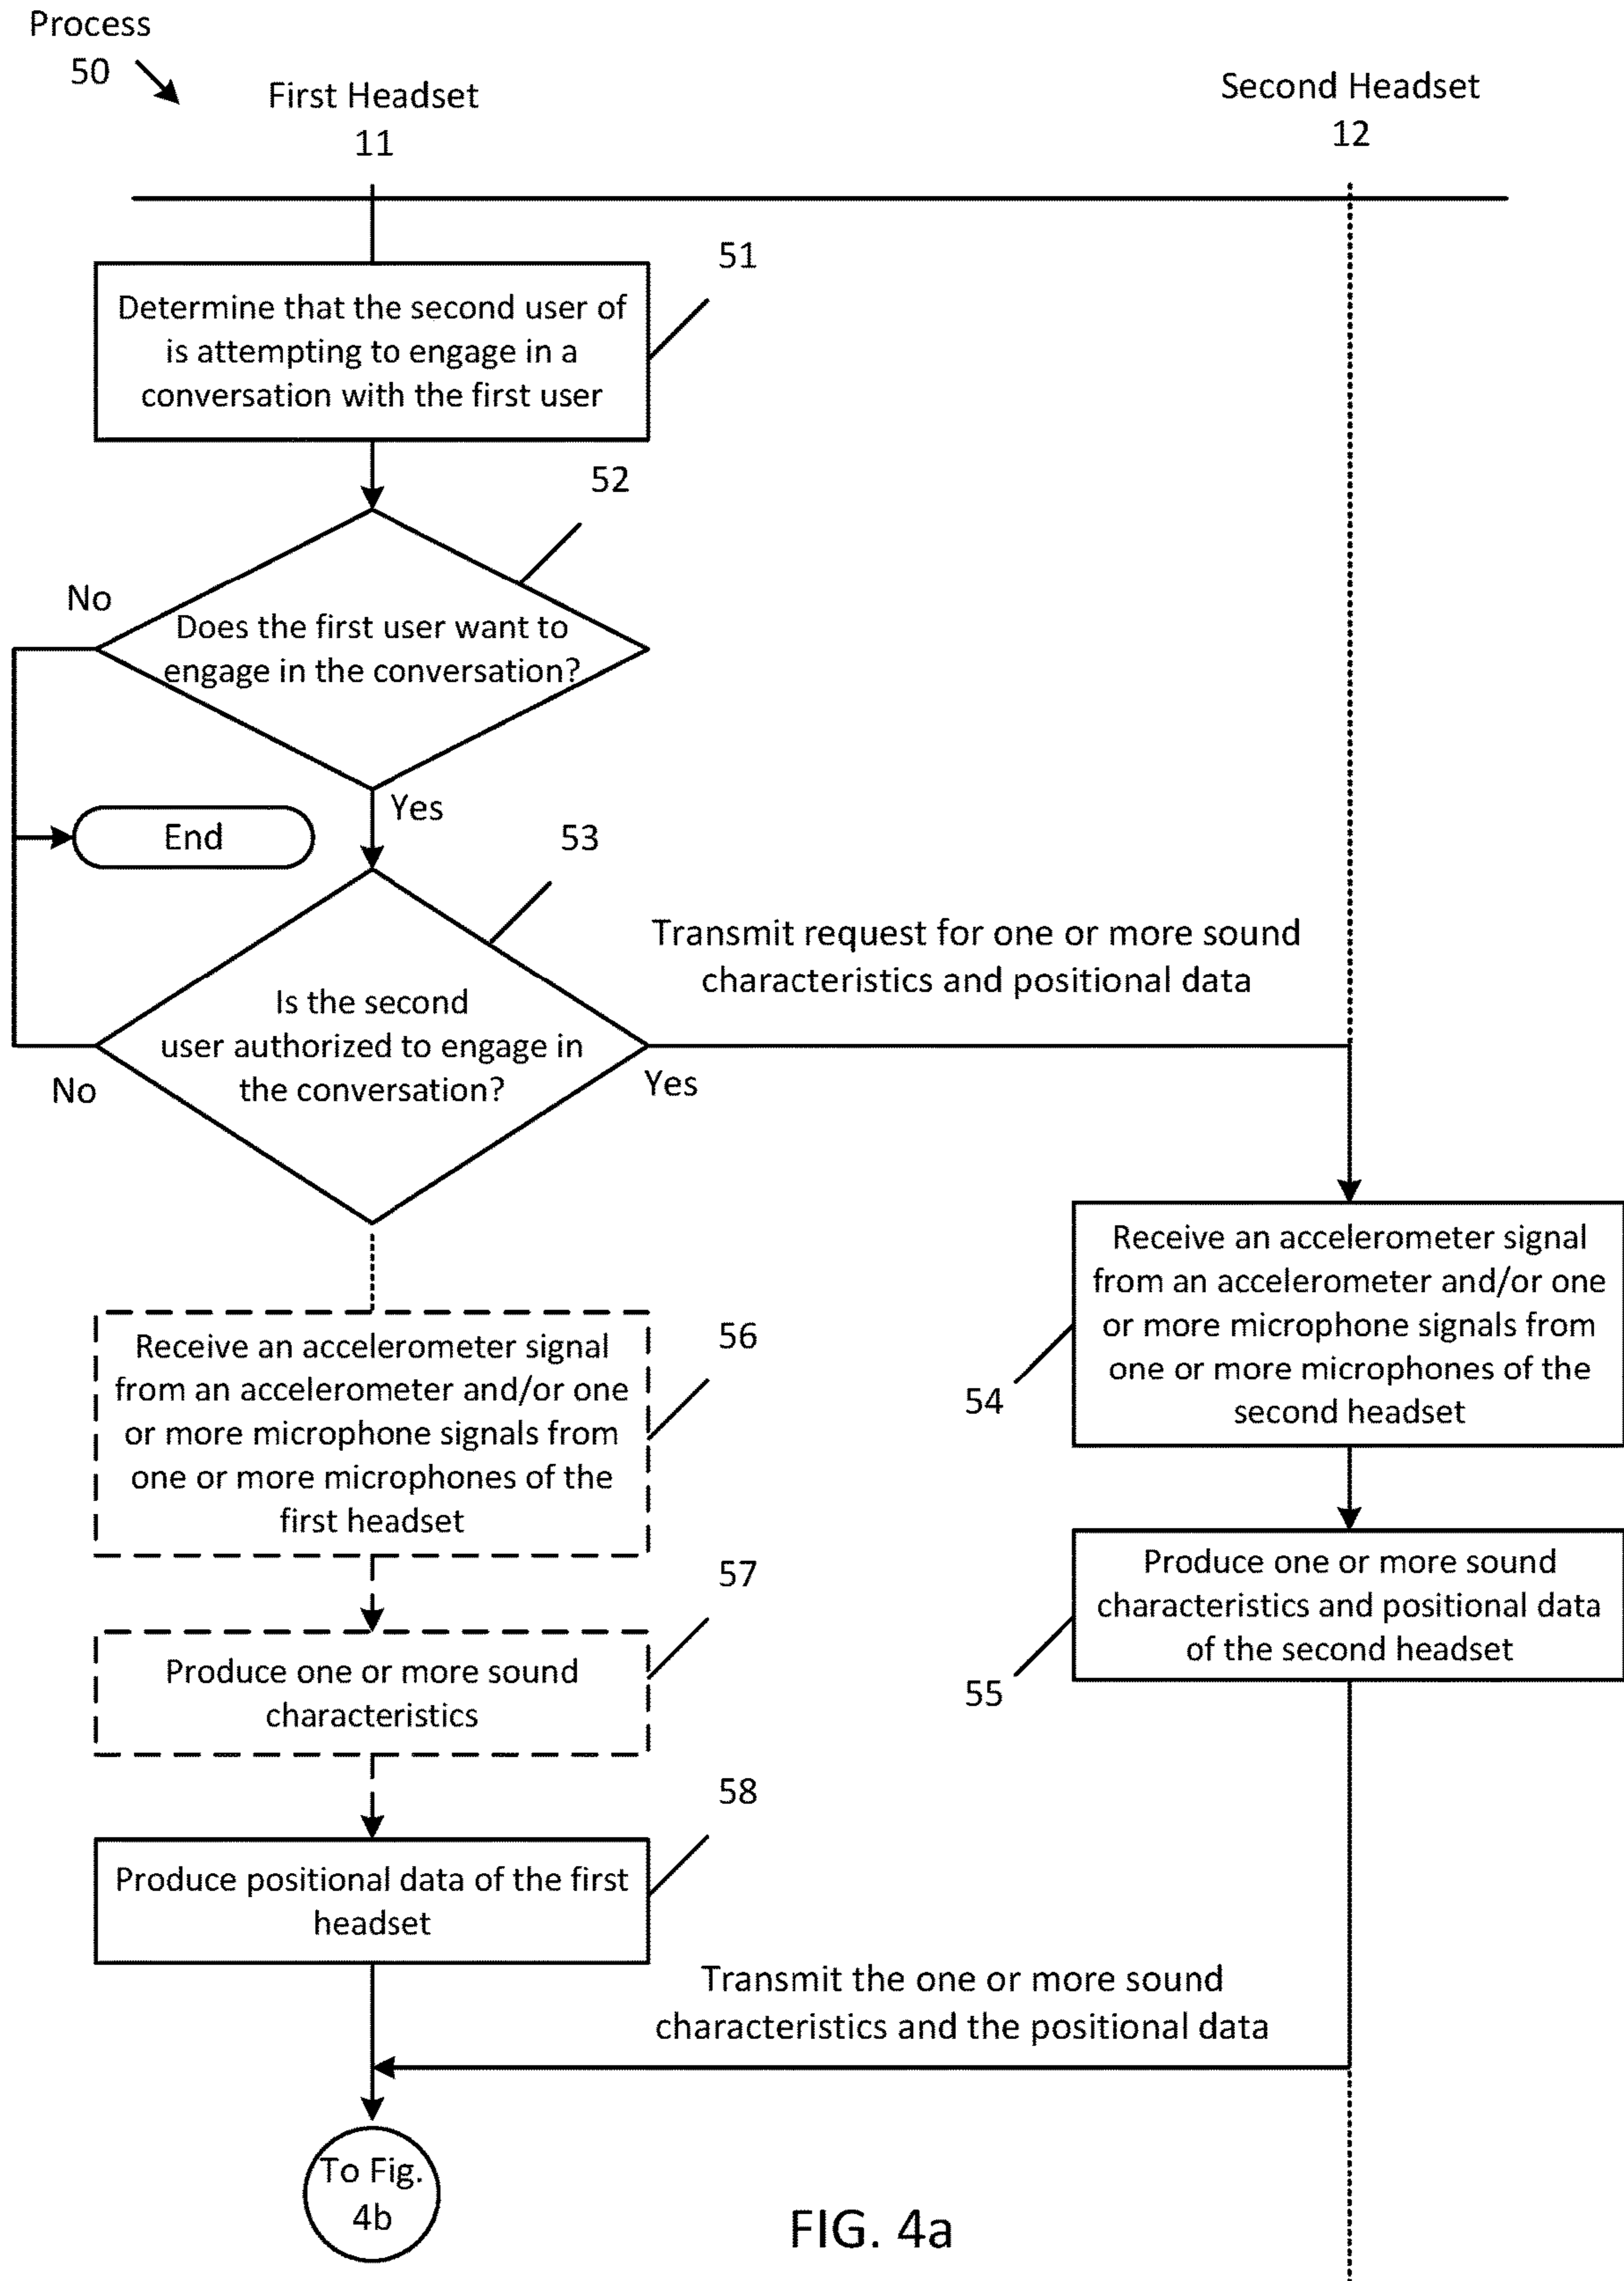 Process
50
First Headset
11
Second Headset
12
51
Determine that the second user of
is attempting to engage in a
conversation with the first user
52
No
Does the first user want to
engage in the conversation?
Yes
End
53
Transmit request for one or more sound
characteristics and positional data
Is the second
user authorized to engage in
the conversation?
No
Yes
Receive an accelerometer signal
from an accelerometer and/or one
or more microphone signals from
one or more microphones of the
second headset
54
56
Receive an accelerometer signal
from an accelerometer and/or one
or more microphone signals from
one or more microphones of the
first headset
Produce one or more sound
characteristics and positional data
of the second headset
55
57
Produce one or more sound
characteristics
58
Produce positional data of the first
headset
Transmit the one or more sound
characteristics and the positional data
To Fig.
4b
FIG. 4a